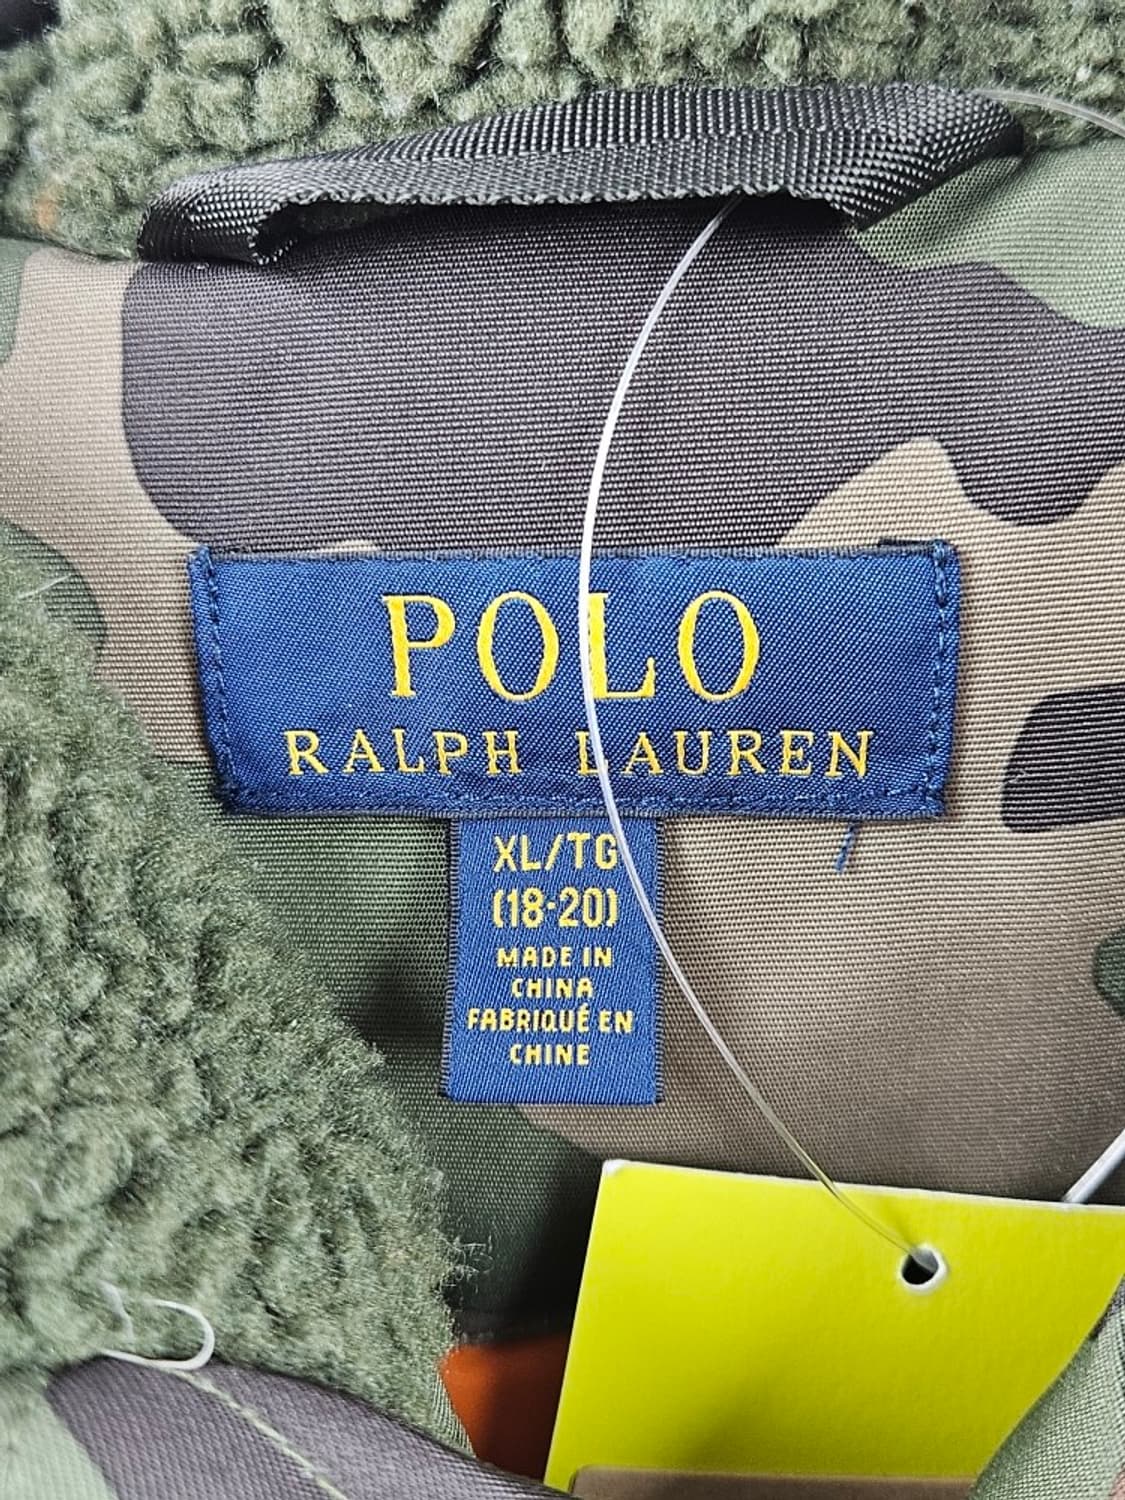 POLO
RALPH LAUREN
XL/TG
(18-20)
MADE IN
CHINA
FABRIQUÉ EN
CHINE